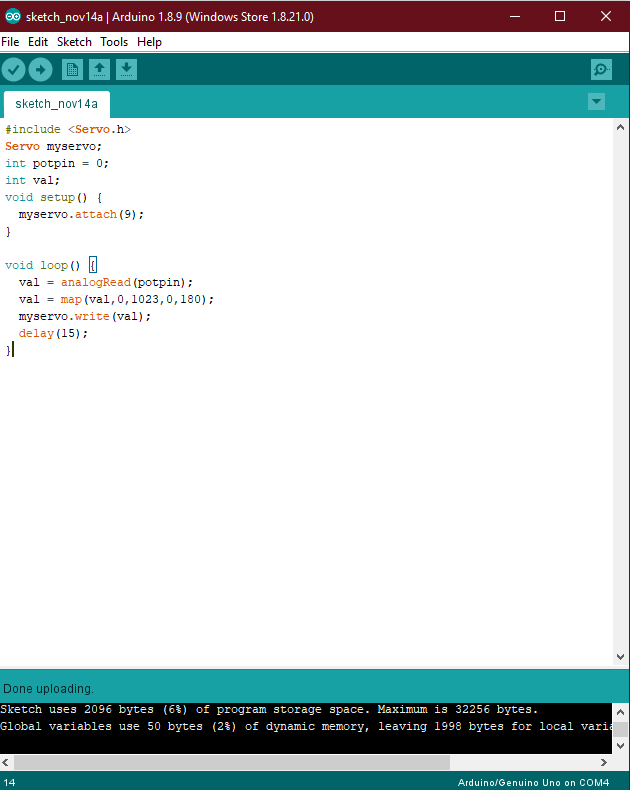 sketch_nov14a | Arduino 1.8.9 (Windows Store 1.8.21.0)
File Edit Sketch Tools Help
sketch_nov14a
#include <Servo.h>
Servo myservo;
int potpin = 0;
int val;
void setup() {
  myservo.attach(9);
}

void loop() {
  val = analogRead(potpin);
  val = map(val,0,1023,0,180);
  myservo.write(val);
  delay(15);
}
Done uploading.
Sketch uses 2096 bytes (6%) of program storage space. Maximum is 32256 bytes.
Global variables use 50 bytes (2%) of dynamic memory, leaving 1998 bytes for local
14
Arduino/Genuino Uno on COM4